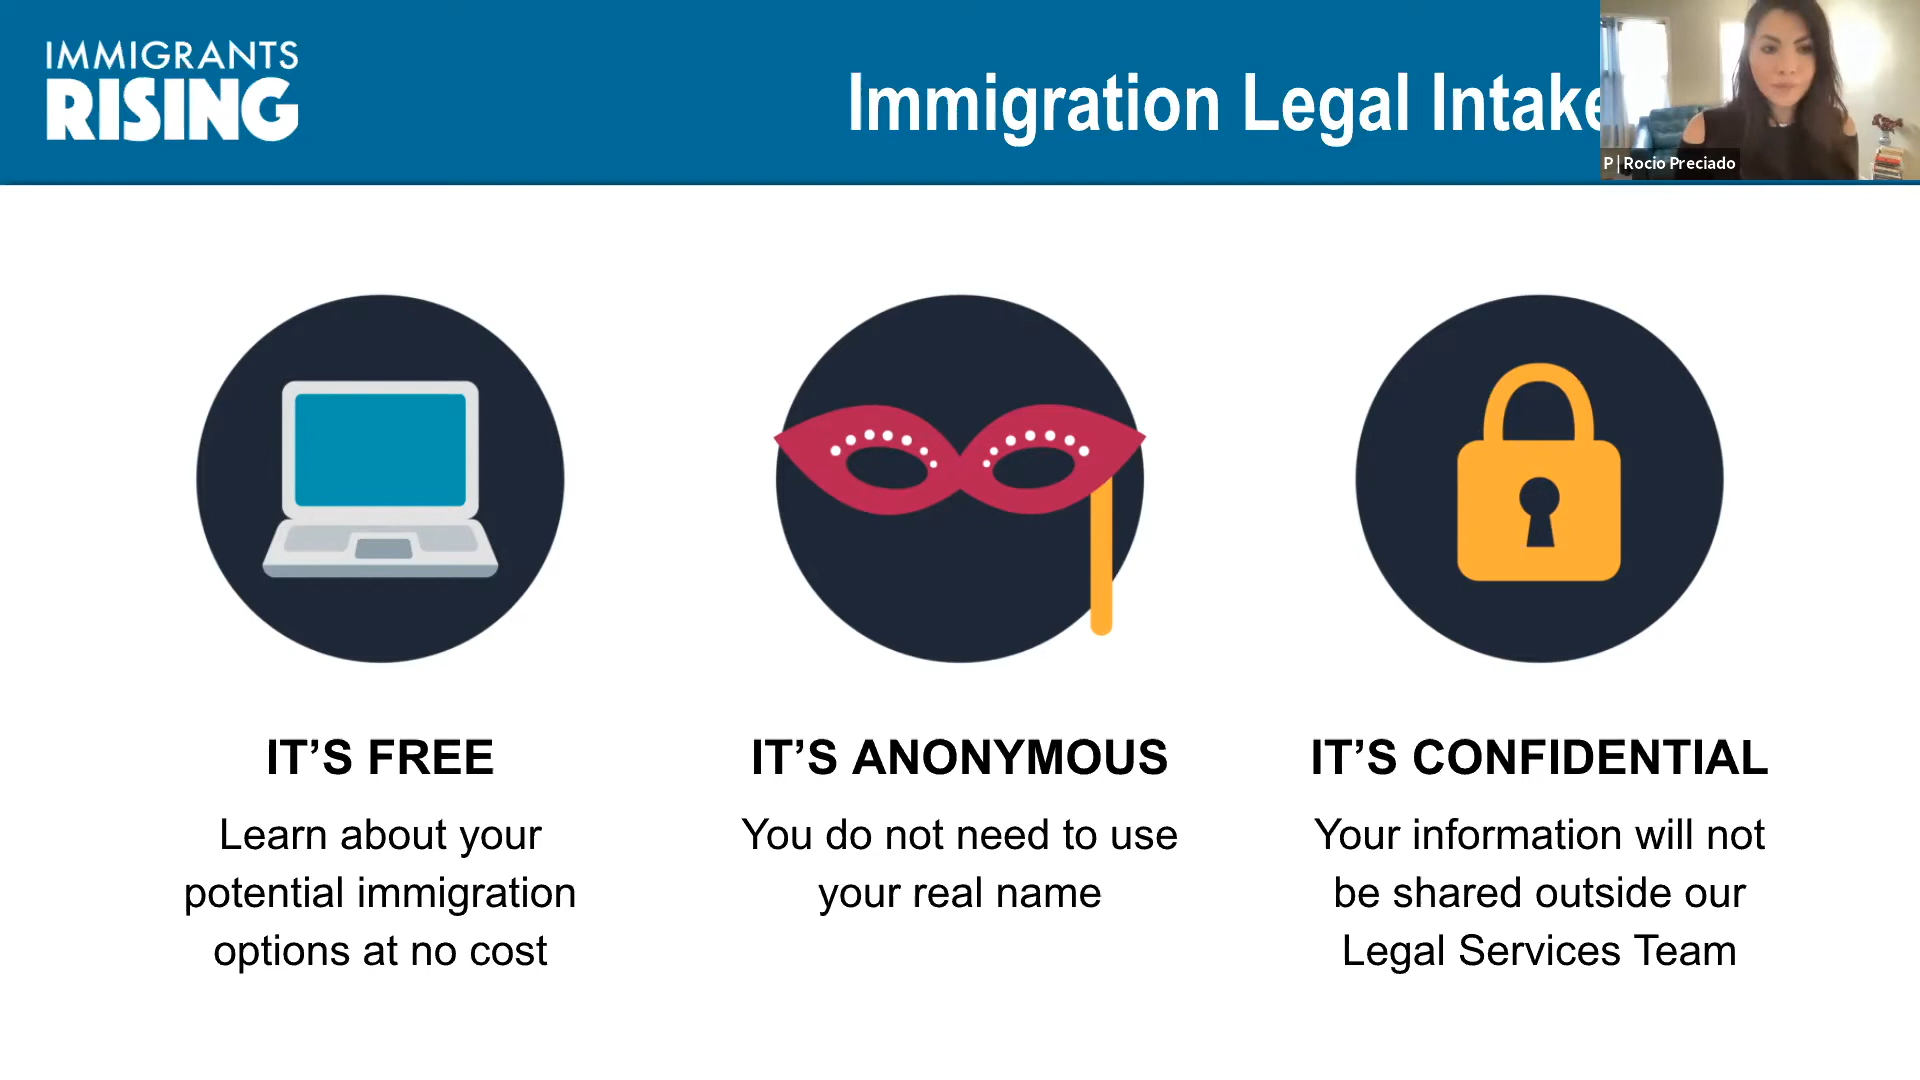 IMMIGRANTS
RISING
Immigration Legal Intake
P | Rocio Preciado
IT’S FREE
Learn about your
potential immigration
options at no cost
IT’S ANONYMOUS
You do not need to use
your real name
IT’S CONFIDENTIAL
Your information will not
be shared outside our
Legal Services Team